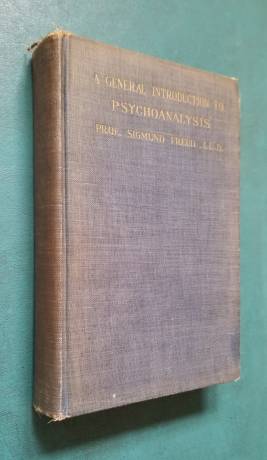 A GENERAL INTRODUCTION TO
PSYCHOANALYSIS
PROF. SIGMUND FREUD, LL.D.